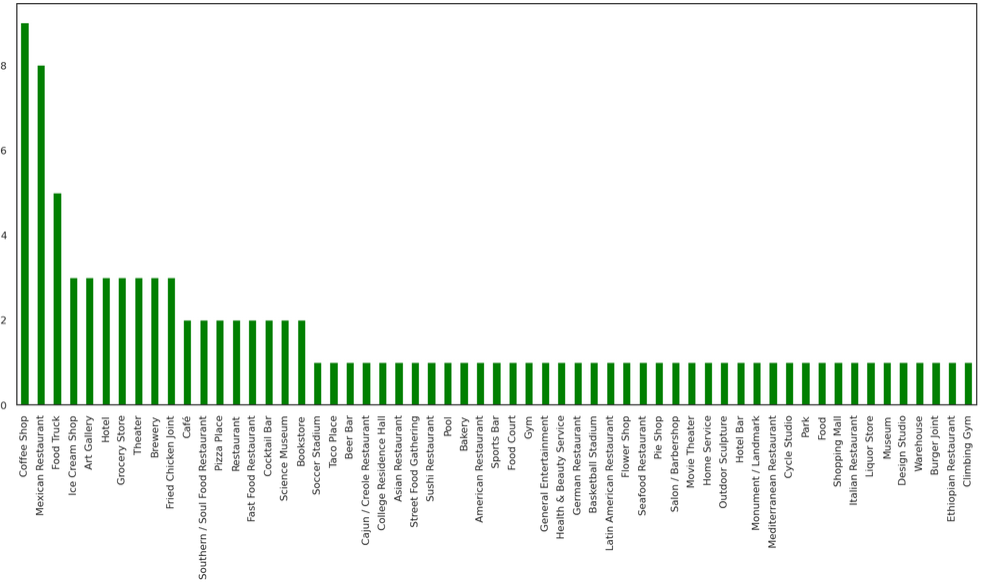 8
6
4
2
0
Coffee Shop
Mexican Restaurant
Food Truck
Ice Cream Shop
Art Gallery
Hotel
Grocery Store
Theater
Brewery
Fried Chicken Joint
Café
Southern / Soul Food Restaurant
Pizza Place
Restaurant
Fast Food Restaurant
Cocktail Bar
Science Museum
Bookstore
Soccer Stadium
Taco Place
Beer Bar
Cajun / Creole Restaurant
College Residence Hall
Asian Restaurant
Street Food Gathering
Sushi Restaurant
Pool
Bakery
American Restaurant
Sports Bar
Food Court
Gym
General Entertainment
Health & Beauty Service
German Restaurant
Basketball Stadium
Latin American Restaurant
Flower Shop
Seafood Restaurant
Pie Shop
Salon / Barbershop
Movie Theater
Home Service
Outdoor Sculpture
Hotel Bar
Monument / Landmark
Mediterranean Restaurant
Cycle Studio
Park
Food
Shopping Mall
Italian Restaurant
Liquor Store
Museum
Design Studio
Warehouse
Burger Joint
Ethiopian Restaurant
Climbing Gym